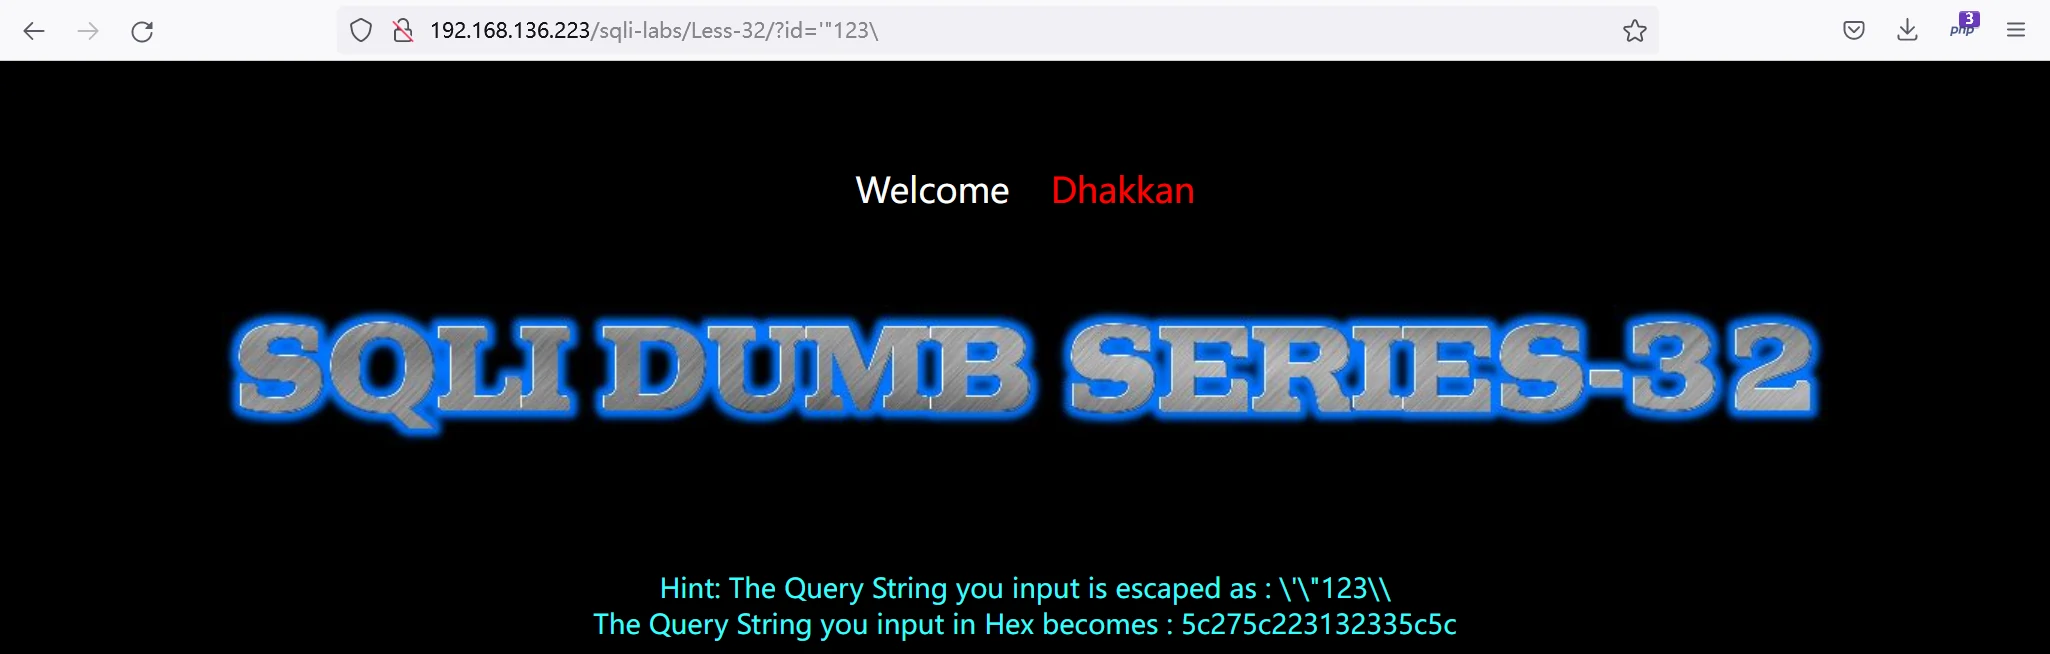 192.168.136.223/sqli-labs/Less-32/?id='"123\
3
php
Welcome Dhakkan
SQLI DUMB SERIES-32
Hint: The Query String you input is escaped as : \'\"123\\
The Query String you input in Hex becomes : 5c275c223132335c5c